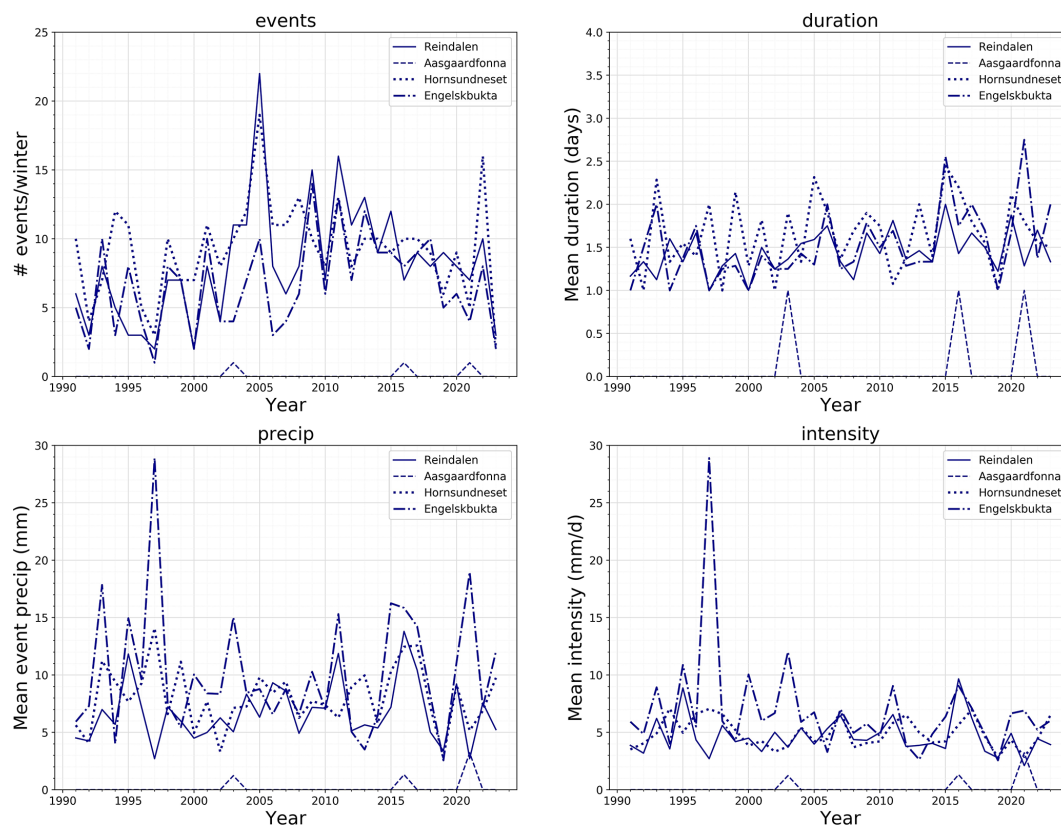 events
25
20
15
10
5
0
# events/winter
Reindalen
Aasgaardfonna
Hornsundneset
Engelskbukta
1990 1995 2000 2005 2010 2015 2020
Year
duration
4.0
3.5
3.0
2.5
2.0
1.5
1.0
0.5
0.0
Mean duration (days)
Reindalen
Aasgaardfonna
Hornsundneset
Engelskbukta
1990 1995 2000 2005 2010 2015 2020
Year
precip
30
25
20
15
10
5
0
Mean event precip (mm)
Reindalen
Aasgaardfonna
Hornsundneset
Engelskbukta
1990 1995 2000 2005 2010 2015 2020
Year
intensity
30
25
20
15
10
5
0
Mean intensity (mm/d)
Reindalen
Aasgaardfonna
Hornsundneset
Engelskbukta
1990 1995 2000 2005 2010 2015 2020
Year